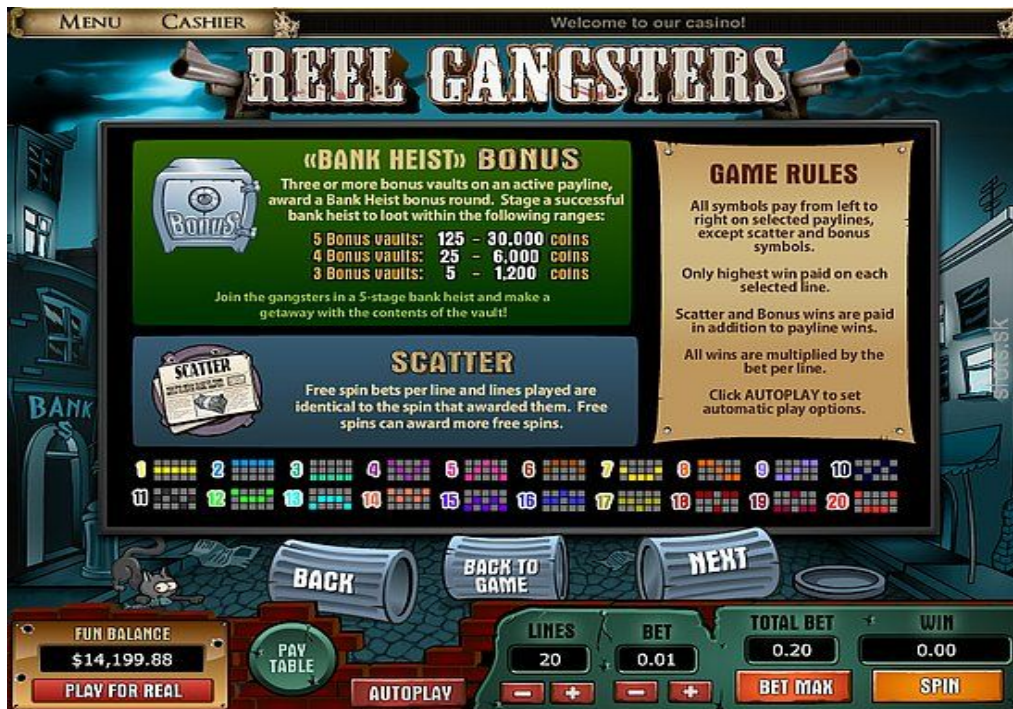 MENU CASHIER
Welcome to our casino!
REEL GANGSTERS
«BANK HEIST» BONUS
Three or more bonus vaults on an active payline,
award a Bank Heist bonus round. Stage a successful
bank heist to loot within the following ranges:
BONUS
5 Bonus vaults: 125 - 30.000 coins
4 Bonus vaults: 25 - 6,000 coins
3 Bonus vaults: 5 - 1,200 coins
Join the gangsters in a 5-stage bank heist and make a
getaway with the contents of the vault!
SCATTER
SCATTER
Free spin bets per line and lines played are
identical to the spin that awarded them. Free
spins can award more free spins.
GAME RULES
All symbols pay from left to
right on selected paylines,
except scatter and bonus
symbols.
Only highest win paid on each
selected line.
Scatter and Bonus wins are paid
in addition to payline wins.
All wins are multiplied by the
bet per line.
Click AUTOPLAY to set
automatic play options.
slots.sk
BANK
1 2 3 4 5 6 7 8 9 10
11 12 13 14 15 16 17 18 19 20
BACK
BACK TO
GAME
NEXT
FUN BALANCE
$14,199.88
PLAY FOR REAL
PAY
TABLE
AUTOPLAY
LINES
20
- +
BET
0.01
- +
TOTAL BET
0.20
BET MAX
WIN
0.00
SPIN